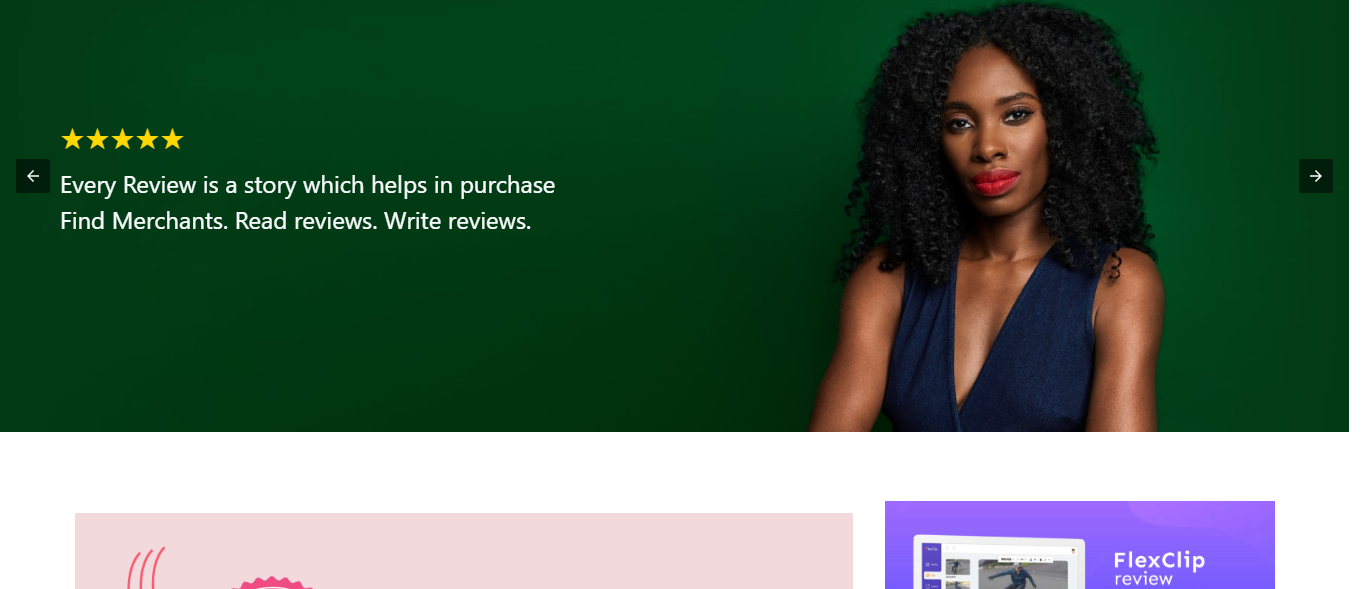 Every Review is a story which helps in purchase
Find Merchants. Read reviews. Write reviews.
FlexClip
review